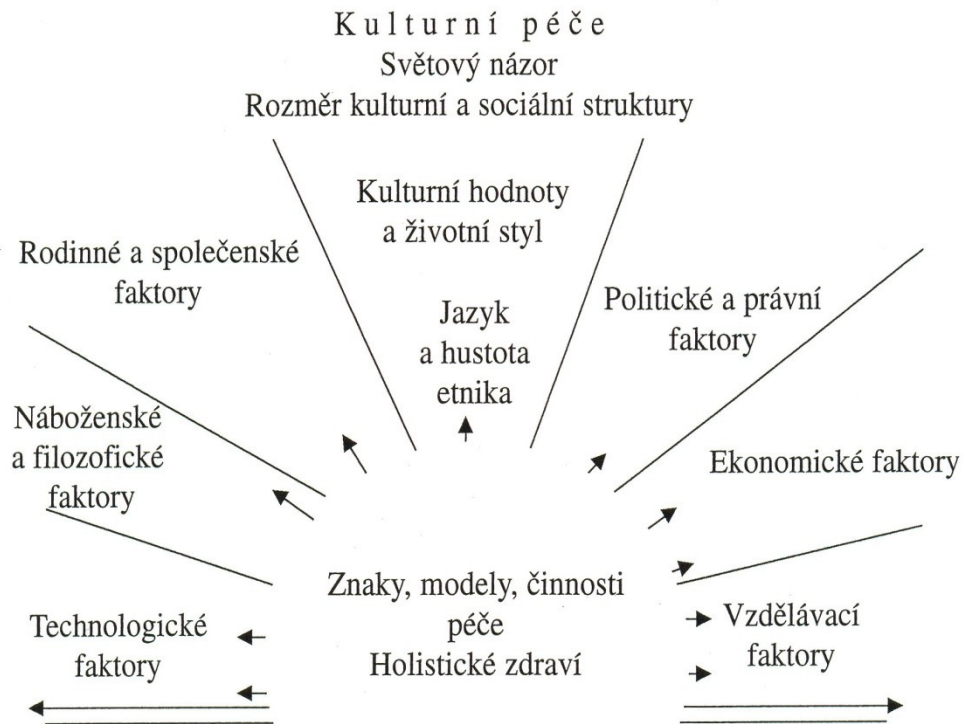 Kulturní péče
Světový názor
Rozměr kulturní a sociální struktury
Kulturní hodnoty
a životní styl
Rodinné a společenské
faktory
Jazyk
a hustota
etnika
Politické a právní
faktory
Náboženské
a filozofické
faktory
Ekonomické faktory
Znaky, modely, činnosti
péče
Holistické zdraví
Technologické
faktory
Vzdělávací
faktory